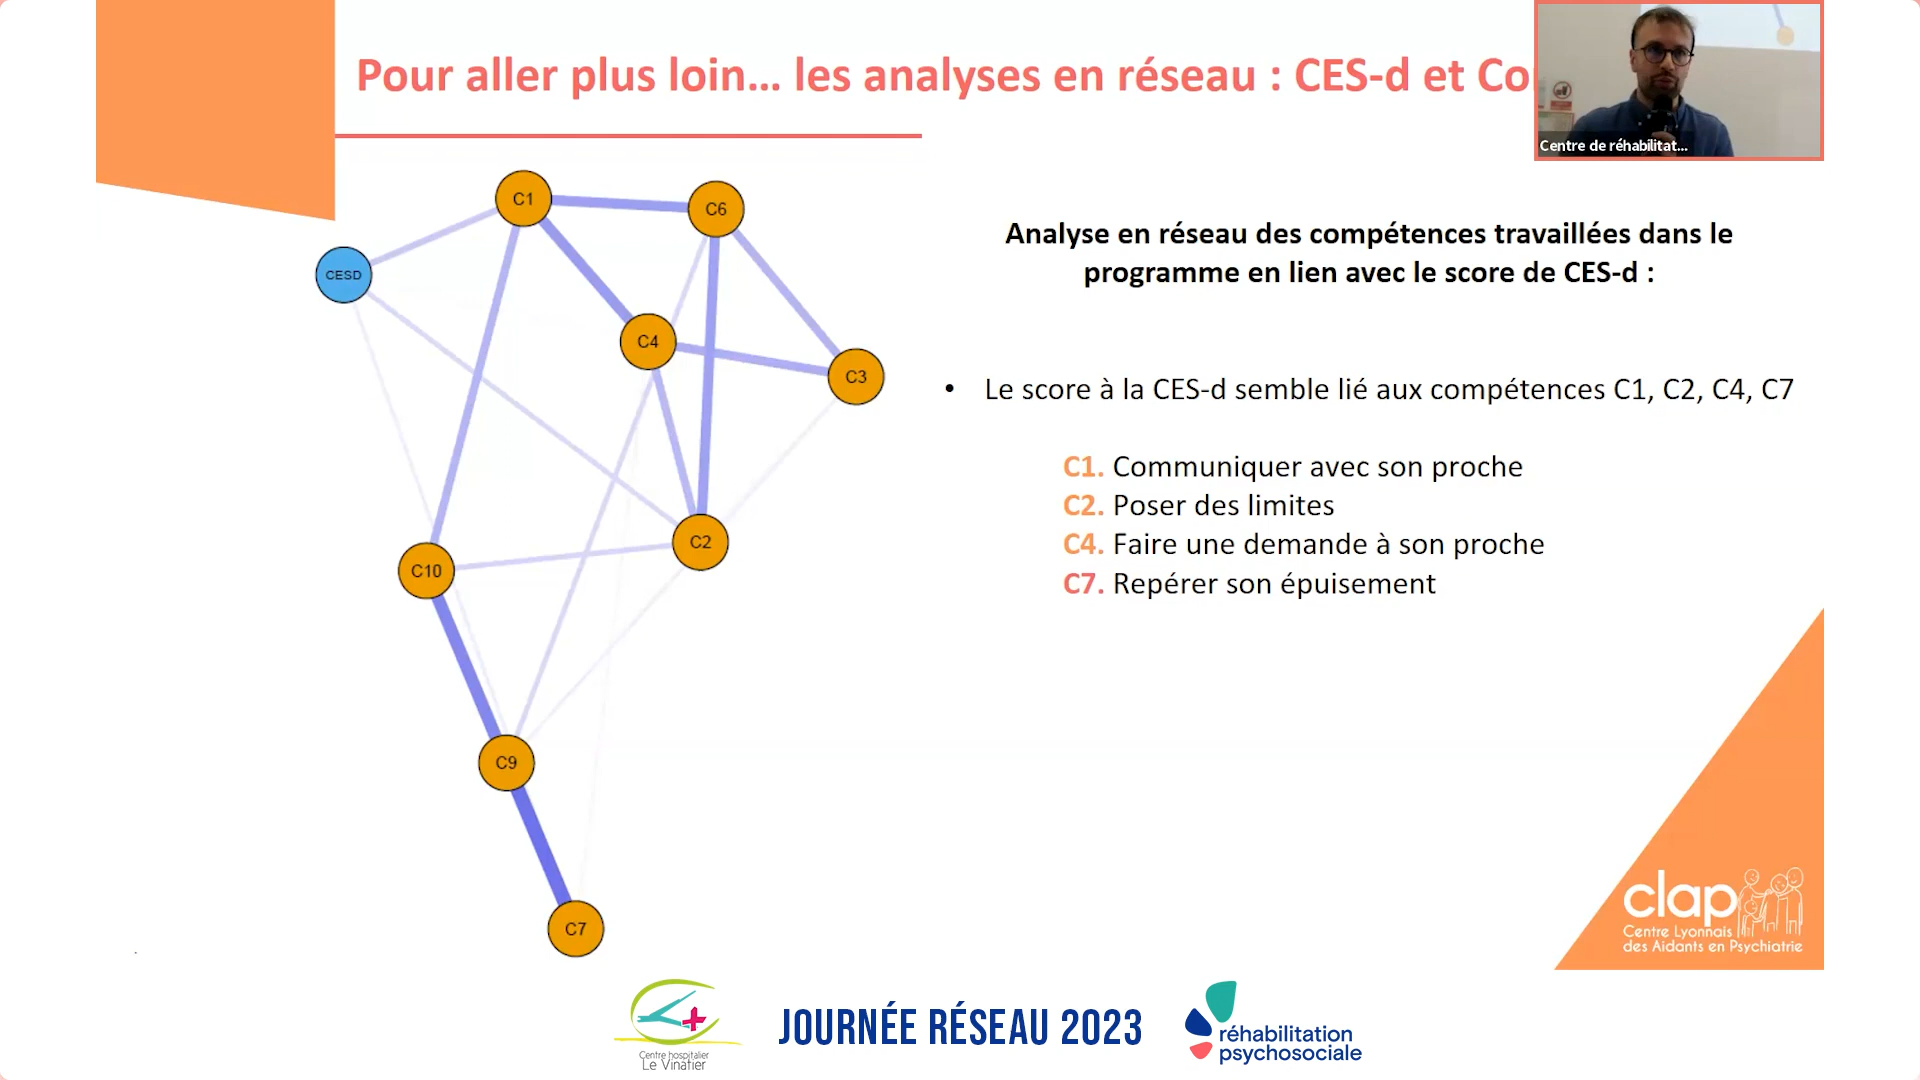 Pour aller plus loin... les analyses en réseau : CES-d et Co
Centre de réhabilitat...
C1
C6
CESD
C4
C3
C2
C10
C9
C7
Analyse en réseau des compétences travaillées dans le
programme en lien avec le score de CES-d :
• Le score à la CES-d semble lié aux compétences C1, C2, C4, C7
C1. Communiquer avec son proche
C2. Poser des limites
C4. Faire une demande à son proche
C7. Repérer son épuisement
clap
Centre Lyonnais
des Aidants en Psychiatrie
Centre hospitalier
Le Vinatier
JOURNÉE RÉSEAU 2023
réhabilitation
psychosociale